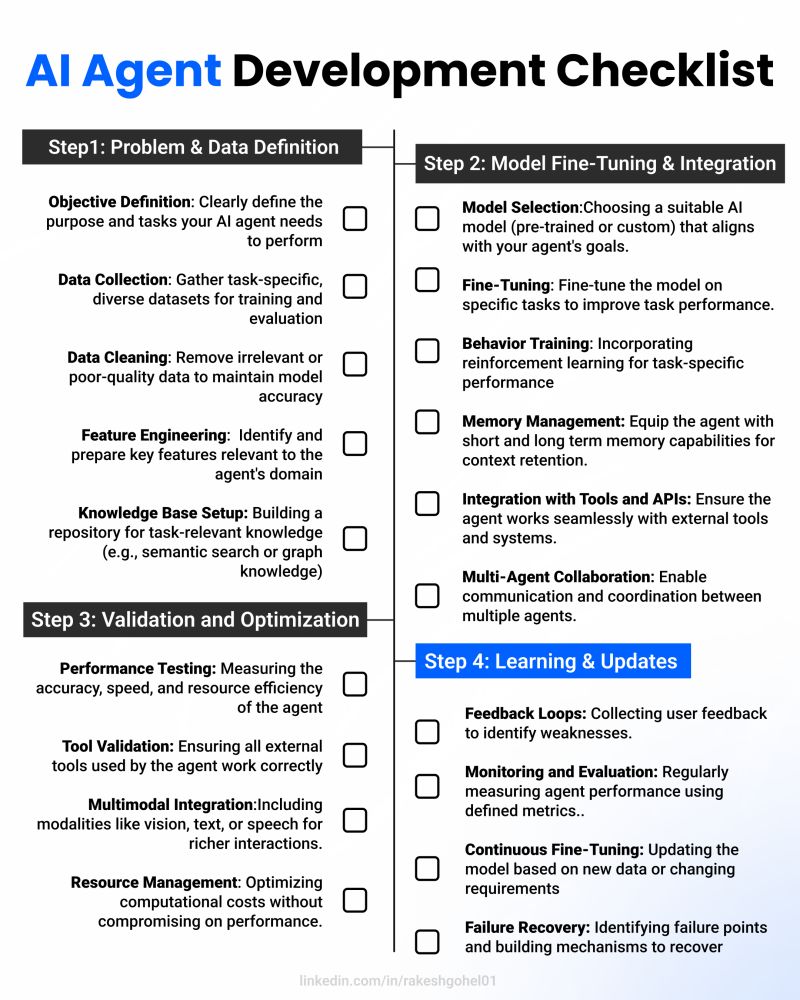 AI Agent Development Checklist
Step1: Problem & Data Definition
Objective Definition: Clearly define the
purpose and tasks your AI agent needs
to perform
Data Collection: Gather task-specific,
diverse datasets for training and
evaluation
Data Cleaning: Remove irrelevant or
poor-quality data to maintain model
accuracy
Feature Engineering:  Identify and
prepare key features relevant to the
agent's domain
Knowledge Base Setup: Building a
repository for task-relevant knowledge
(e.g., semantic search or graph
knowledge)
Step 2: Model Fine-Tuning & Integration
Model Selection:Choosing a suitable AI
model (pre-trained or custom) that aligns
with your agent's goals.
Fine-Tuning: Fine-tune the model on
specific tasks to improve task performance.
Behavior Training: Incorporating
reinforcement learning for task-specific
performance
Memory Management: Equip the agent with
short and long term memory capabilities for
context retention.
Integration with Tools and APIs: Ensure the
agent works seamlessly with external tools
and systems.
Multi-Agent Collaboration: Enable
communication and coordination between
multiple agents.
Step 3: Validation and Optimization
Performance Testing: Measuring the
accuracy, speed, and resource efficiency
of the agent
Tool Validation: Ensuring all external
tools used by the agent work correctly
Multimodal Integration:Including
modalities like vision, text, or speech for
richer interactions.
Resource Management: Optimizing
computational costs without
compromising on performance.
Step 4: Learning & Updates
Feedback Loops: Collecting user feedback
to identify weaknesses.
Monitoring and Evaluation: Regularly
measuring agent performance using
defined metrics..
Continuous Fine-Tuning: Updating the
model based on new data or changing
requirements
Failure Recovery: Identifying failure points
and building mechanisms to recover
linkedin.com/in/rakeshgohel01